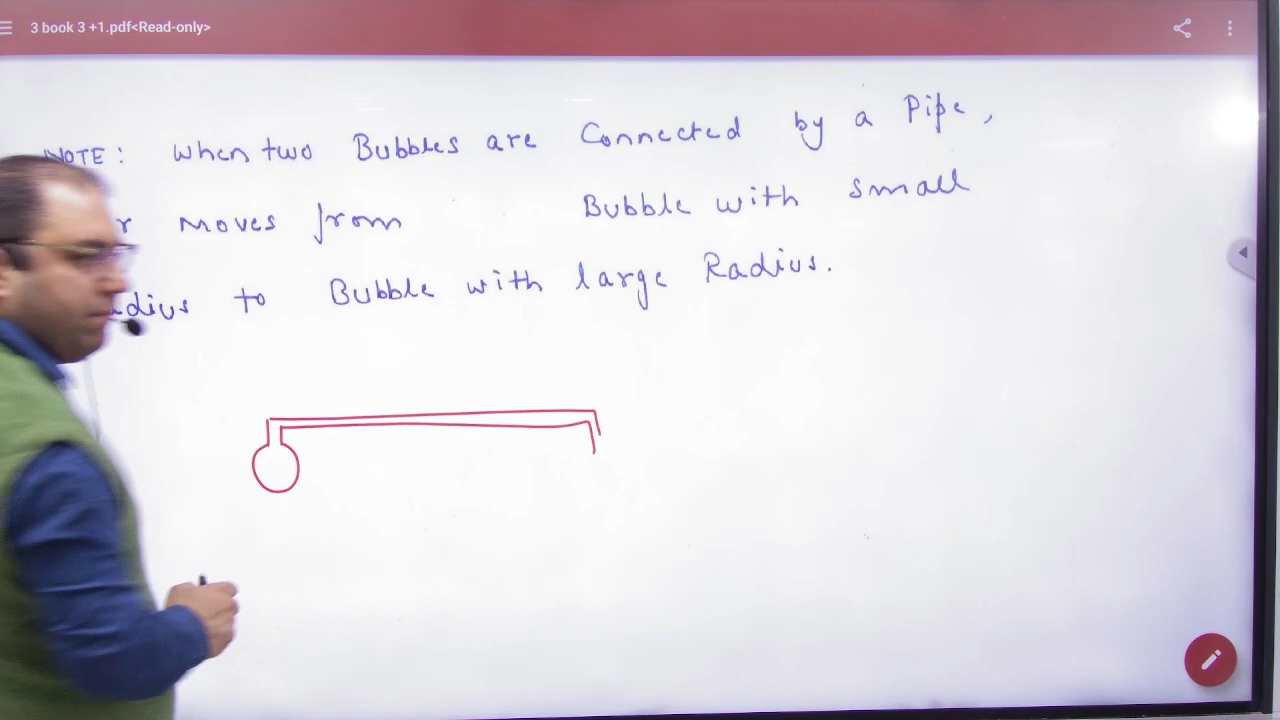 3 book 3 +1.pdf<Read-only>
NOTE: When two Bubbles are Connected by a Pipe,
r moves from Bubble with small
dius to Bubble with large Radius.